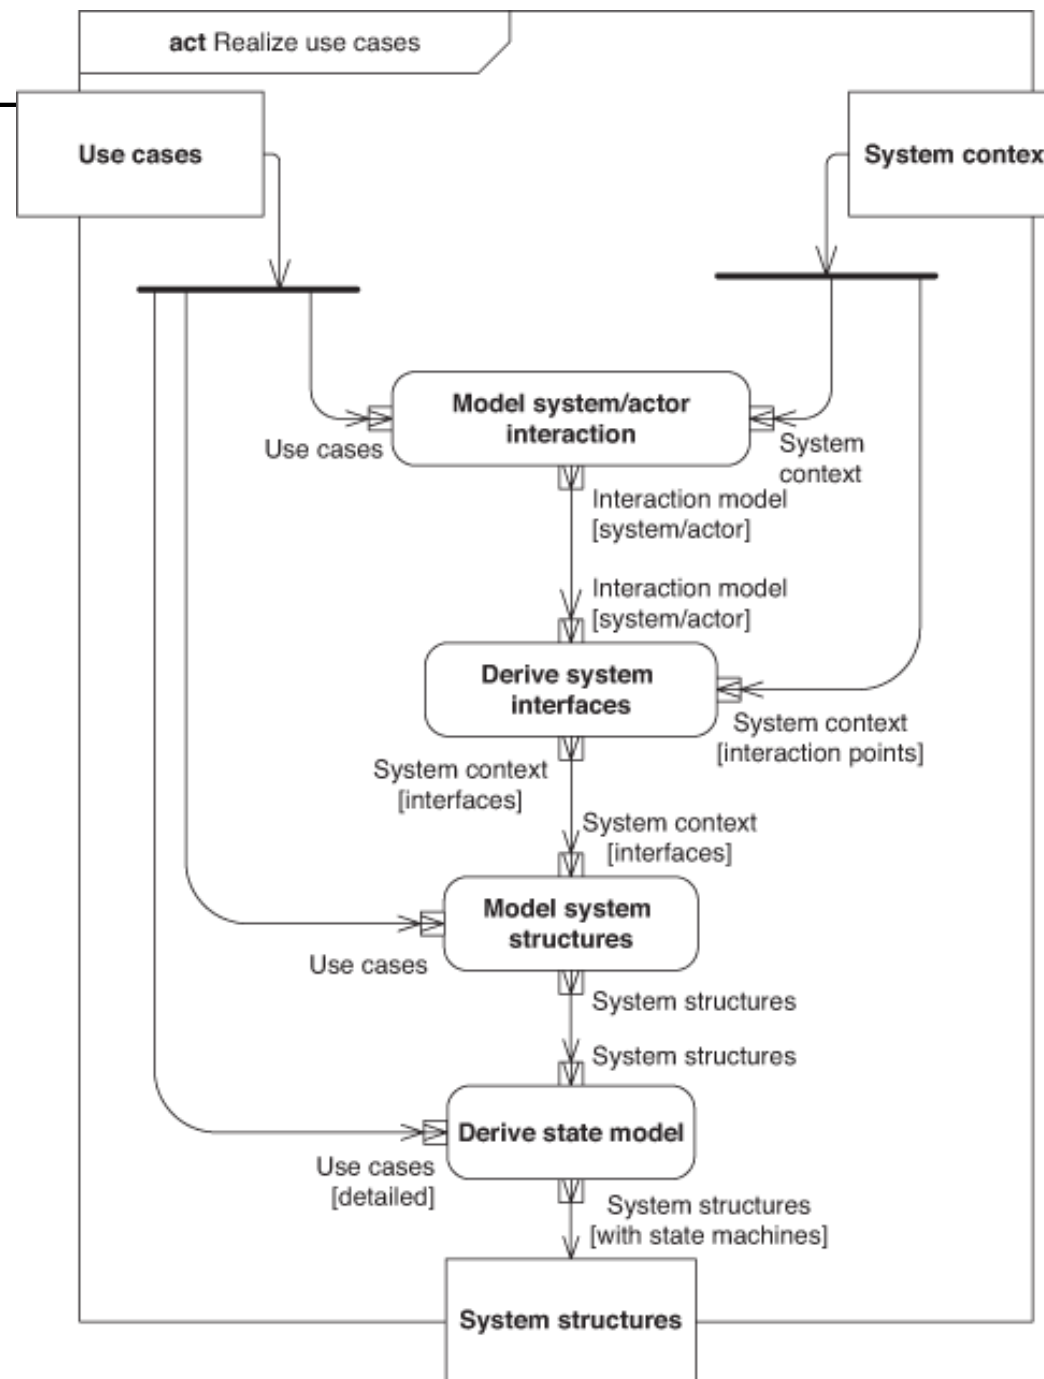 act Realize use cases
Use cases
System contex
Model system/actor
interaction
Use cases
System
context
Interaction model
[system/actor]
Interaction model
[system/actor]
Derive system
interfaces
System context
[interaction points]
System context
[interfaces]
System context
[interfaces]
Model system
structures
Use cases
System structures
System structures
Derive state model
Use cases
[detailed]
System structures
[with state machines]
System structures